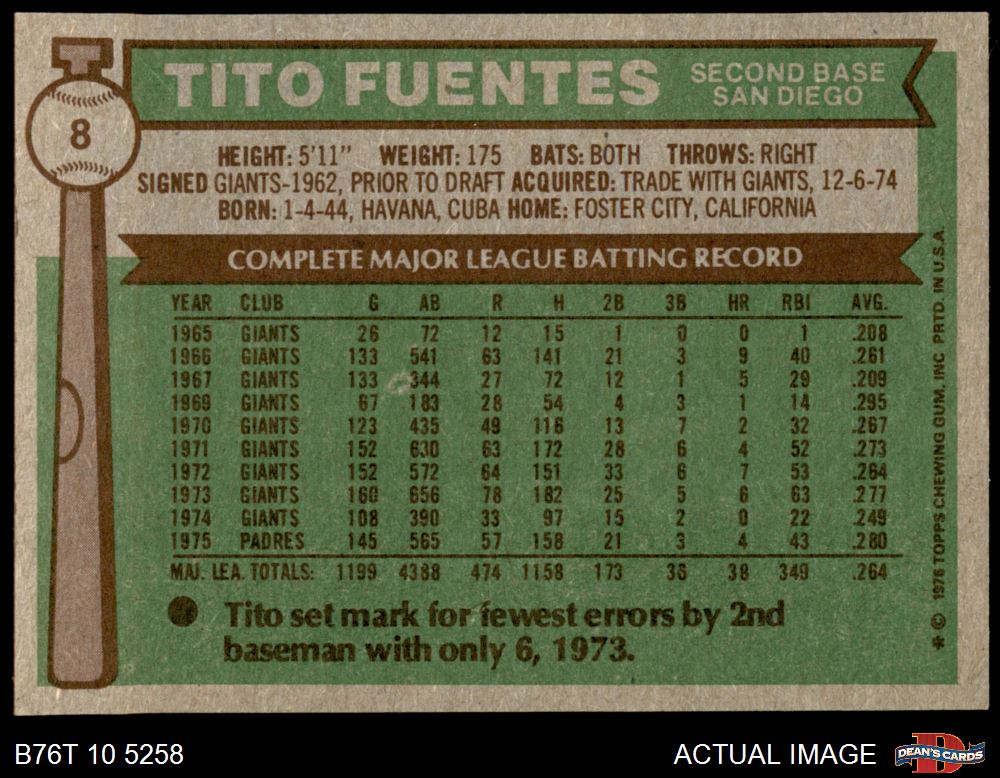 TITO FUENTES SECOND BASE
SAN DIEGO
8
HEIGHT: 5'11" WEIGHT: 175 BATS: BOTH THROWS: RIGHT
SIGNED GIANTS-1962, PRIOR TO DRAFT ACQUIRED: TRADE WITH GIANTS, 12-6-74
BORN: 1-4-44, HAVANA, CUBA HOME: FOSTER CITY, CALIFORNIA
COMPLETE MAJOR LEAGUE BATTING RECORD
YEAR CLUB G AB R H 2B 3B HR RBI AVG.
1965 GIANTS 26 72 12 15 1 0 0 1 .208
1966 GIANTS 133 541 63 141 21 3 9 40 .261
1967 GIANTS 133 344 27 72 12 1 5 29 .209
1969 GIANTS 67 183 28 54 4 3 1 14 .295
1970 GIANTS 123 435 49 116 13 7 2 32 .267
1971 GIANTS 152 630 63 172 28 6 4 52 .273
1972 GIANTS 152 572 64 151 33 6 7 53 .264
1973 GIANTS 160 656 78 182 25 5 6 63 .277
1974 GIANTS 108 390 33 97 15 2 0 22 .249
1975 PADRES 145 565 57 158 21 3 4 43 .280
MAJ. LEA. TOTALS: 1199 4388 474 1158 173 36 38 349 .264
Tito set mark for fewest errors by 2nd
baseman with only 6, 1973.
* © 1976 TOPPS CHEWING GUM, INC PRTD. IN U.S.A.
B76T 10 5258 ACTUAL IMAGE DEAN'S CARDS